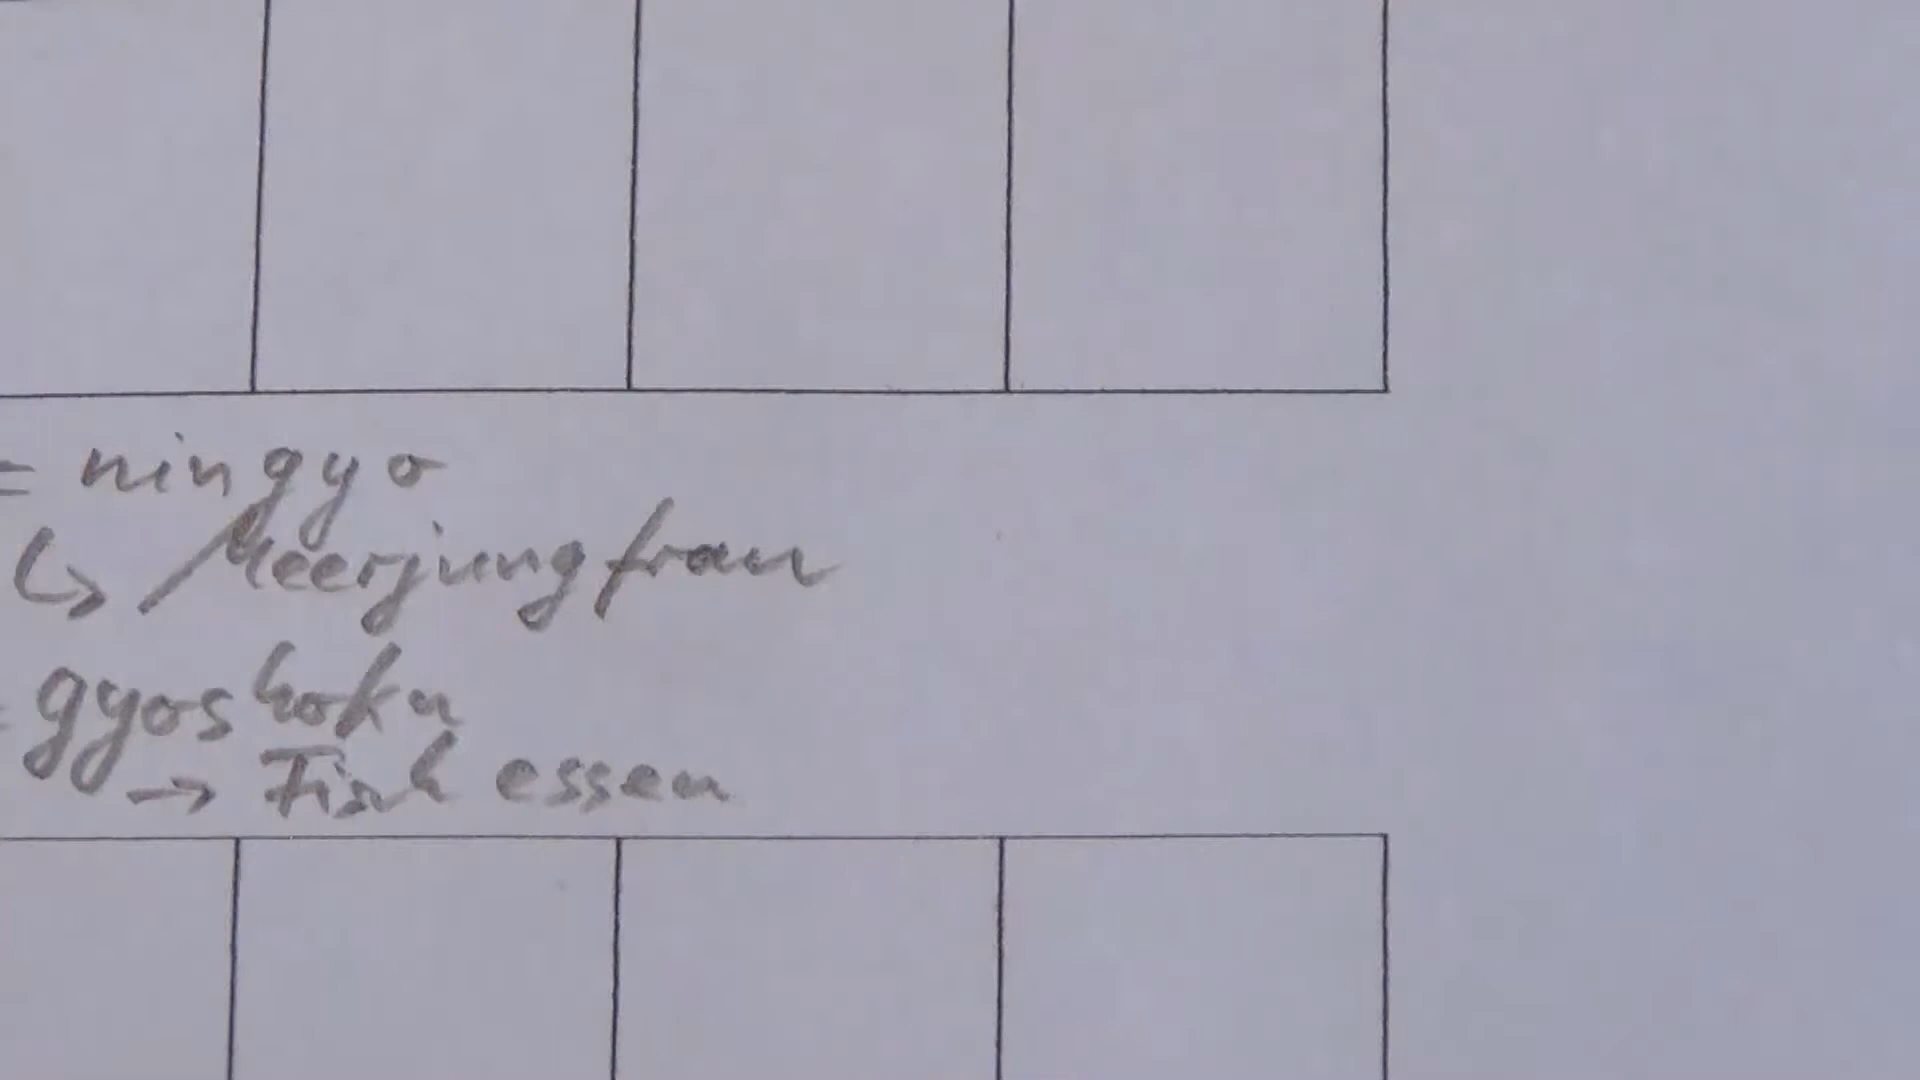 = ningyo
↳ Meerjungfrau
= gyoshoku
→ Fisch essen